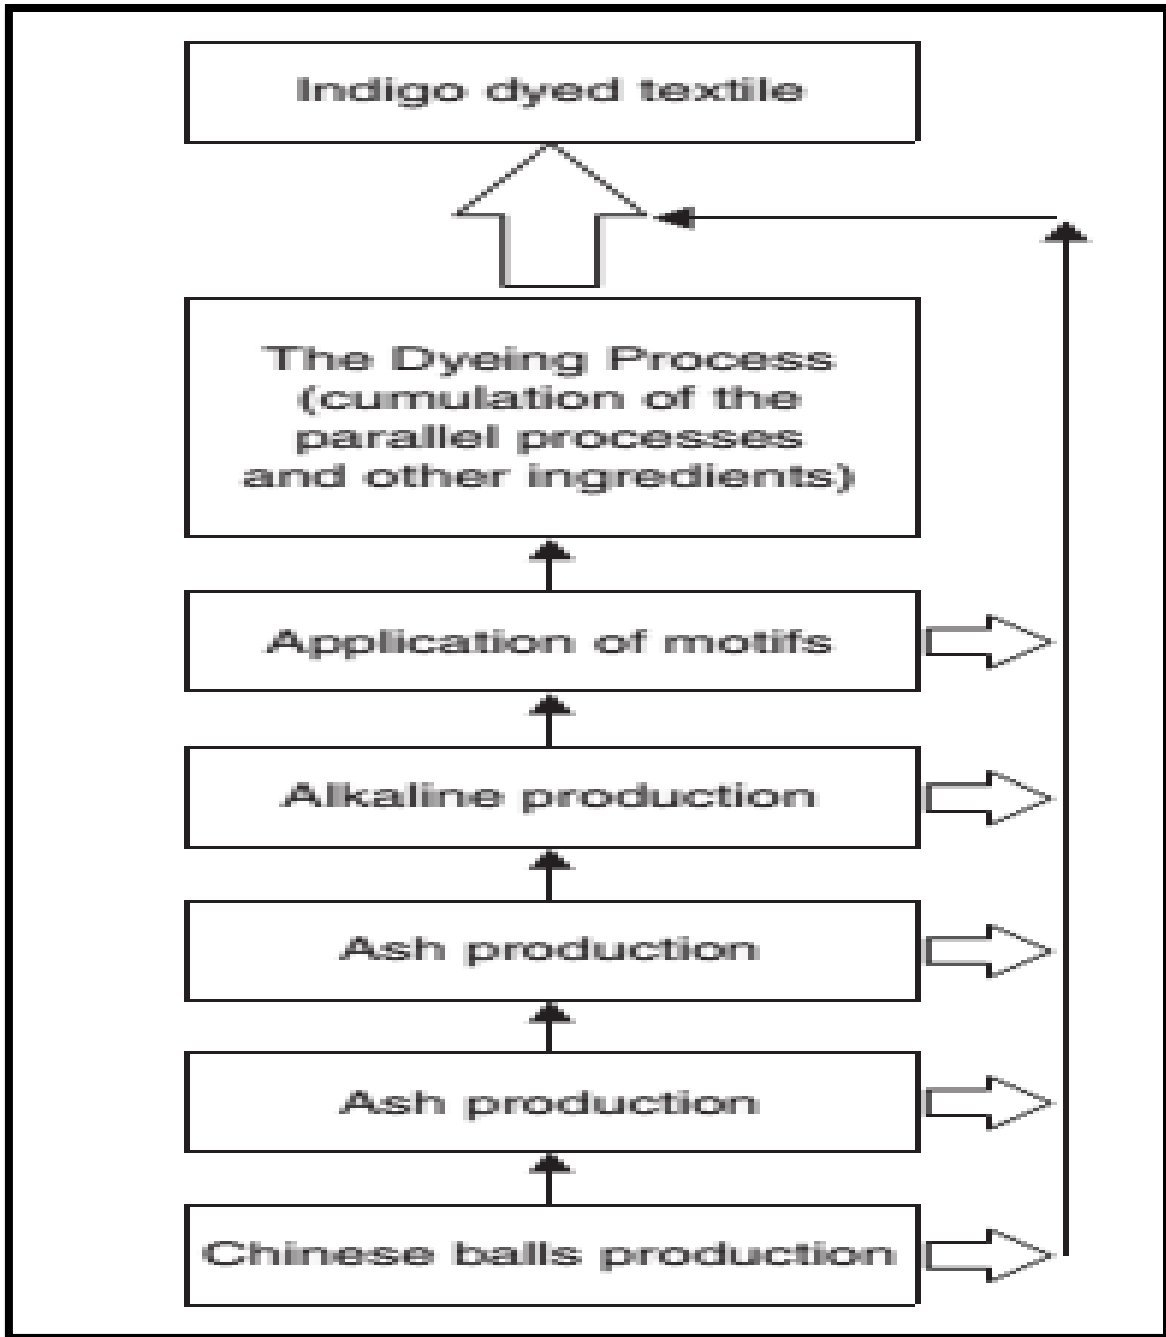 Indigo dyed textile
The Dyeing Process
(cumulation of the
parallel processes
and other ingredients)
Application of motifs
Alkaline production
Ash production
Ash production
Chinese balls production